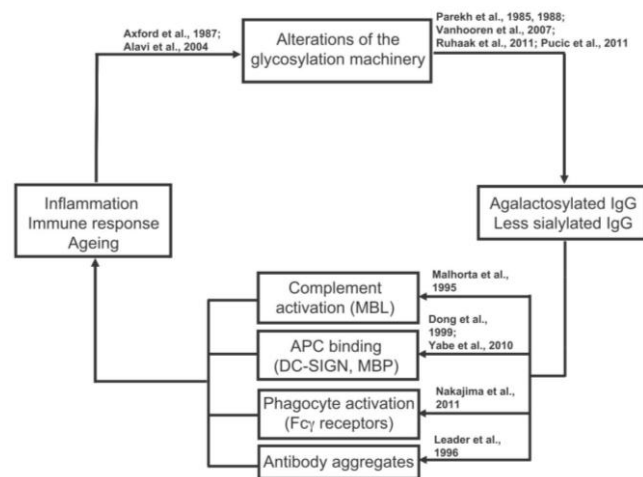 Axford et al., 1987;
Alavi et al., 2004
Alterations of the
glycosylation machinery
Parekh et al., 1985, 1988;
Vanhooren et al., 2007;
Ruhaak et al., 2011; Pucic et al., 2011
Inflammation
Immune response
Ageing
Agalactosylated IgG
Less sialylated IgG
Complement
activation (MBL)
Malhorta et al.,
1995
APC binding
(DC-SIGN, MBP)
Dong et al.,
1999;
Yabe et al., 2010
Phagocyte activation
(Fcγ receptors)
Nakajima et al.,
2011
Antibody aggregates
Leader et al.,
1996